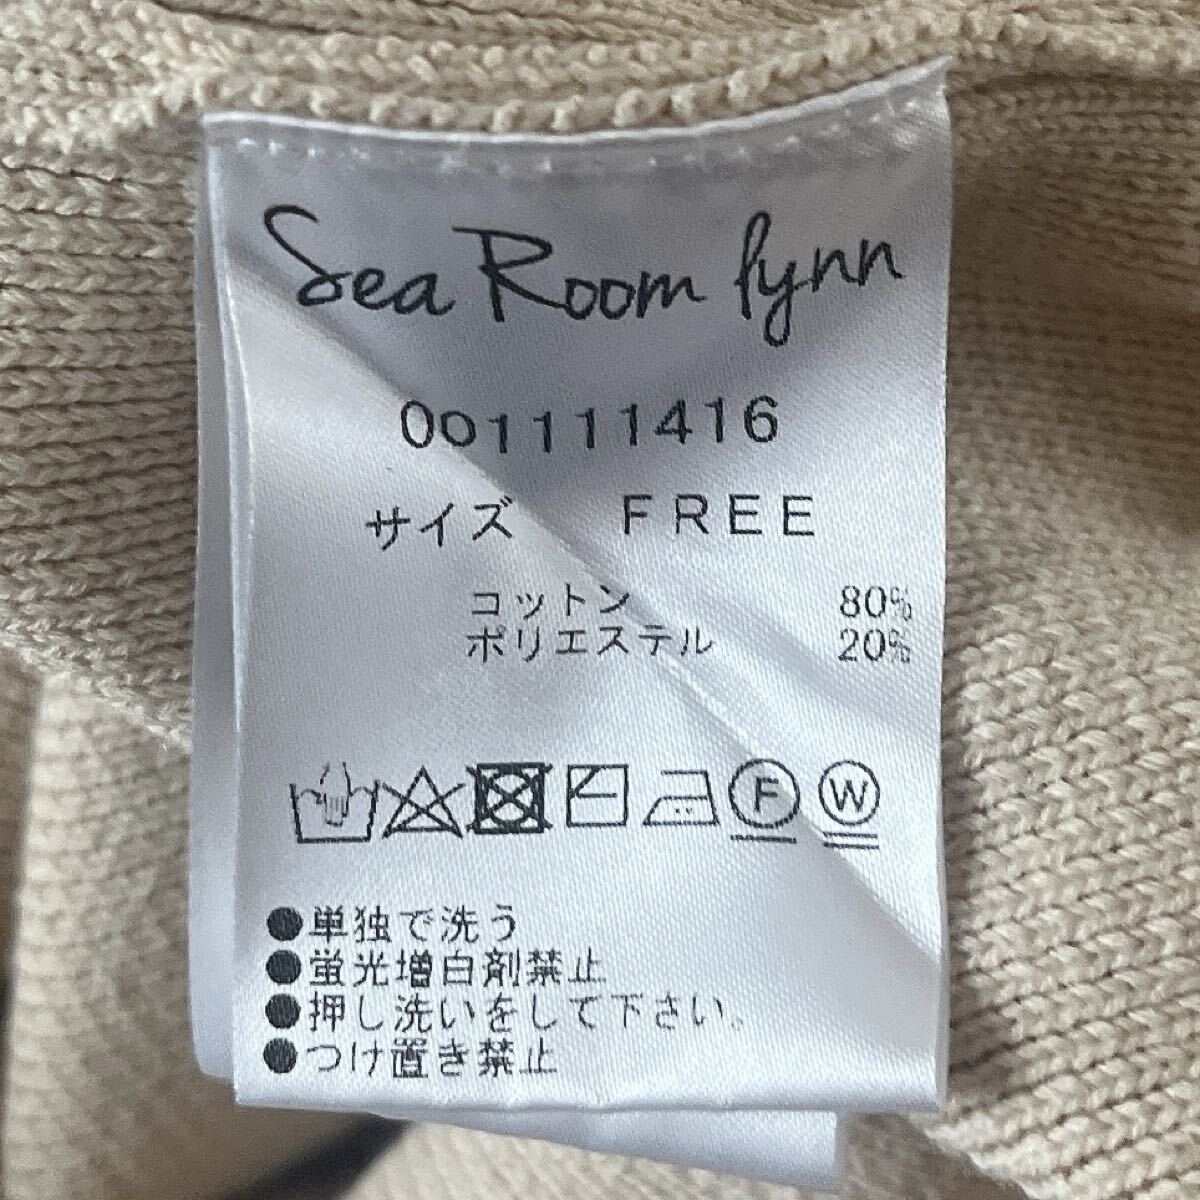 Sea Room lynn
001111416
サイズ FREE
コットン 80%
ポリエステル 20%
F W
●単独で洗う
●蛍光増白剤禁止
●押し洗いをして下さい。
●つけ置き禁止